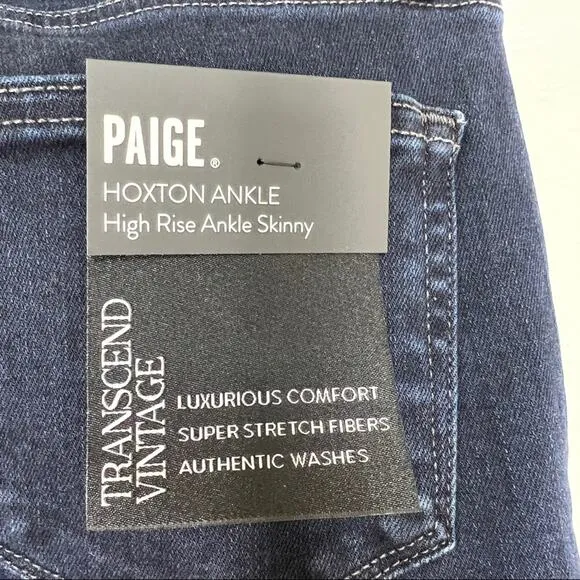 PAIGE®
HOXTON ANKLE
High Rise Ankle Skinny
TRANSCEND
VINTAGE
LUXURIOUS COMFORT
SUPER STRETCH FIBERS
AUTHENTIC WASHES